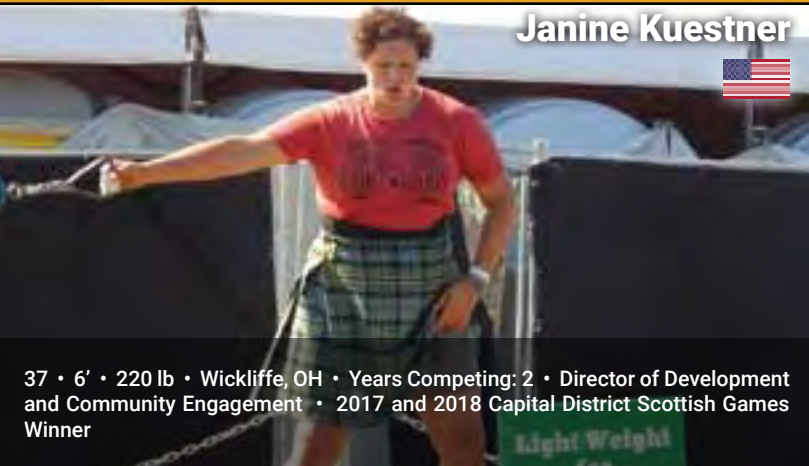 Janine Kuestner
37 • 6’ • 220 lb • Wickliffe, OH • Years Competing: 2 • Director of Development
and Community Engagement • 2017 and 2018 Capital District Scottish Games
Winner
Light Weight
for